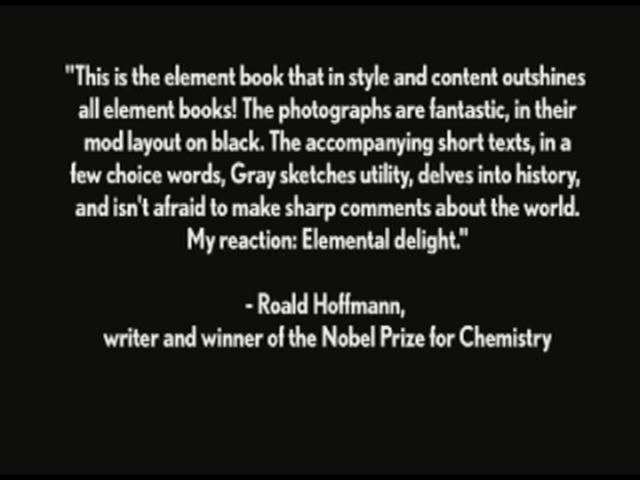 "This is the element book that in style and content outshines
all element books! The photographs are fantastic, in their
mod layout on black. The accompanying short texts, in a
few choice words, Gray sketches utility, delves into history,
and isn't afraid to make sharp comments about the world.
My reaction: Elemental delight."
- Roald Hoffmann,
writer and winner of the Nobel Prize for Chemistry